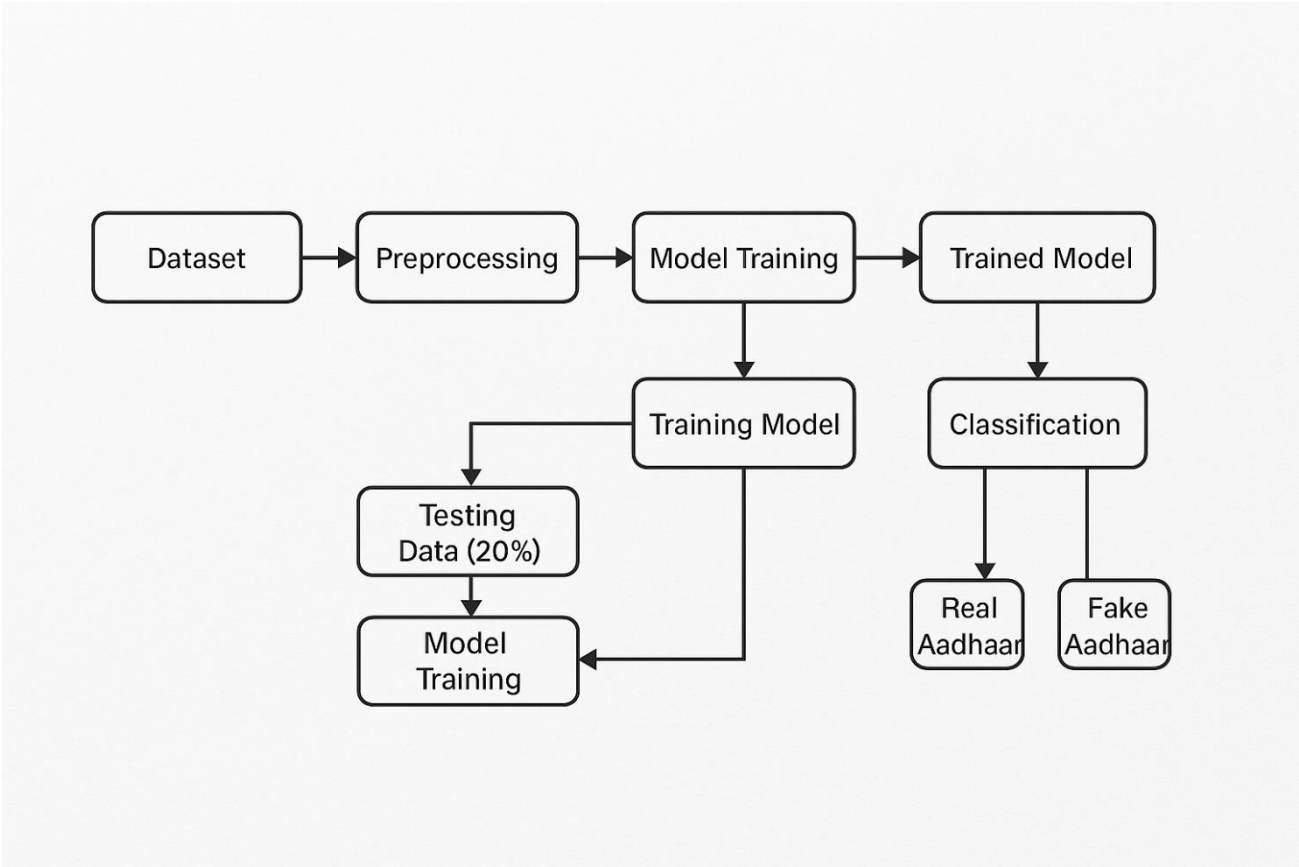 Dataset
Preprocessing
Model Training
Trained Model
Training Model
Classification
Testing
Data (20%)
Model
Training
Real
Aadhaar
Fake
Aadhaar